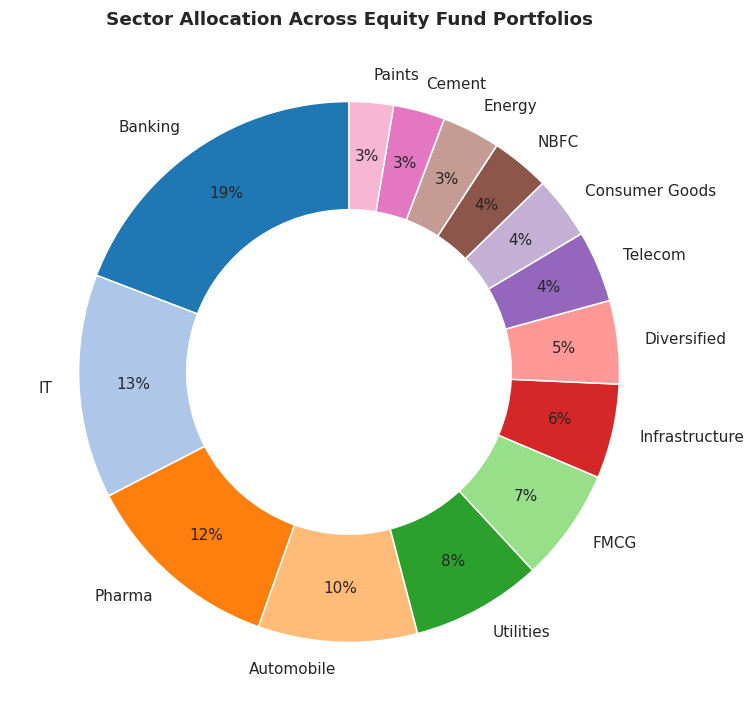 Sector Allocation Across Equity Fund Portfolios
Paints
Cement
Energy
NBFC
Consumer Goods
Telecom
Diversified
Infrastructure
FMCG
Utilities
Automobile
Pharma
IT
Banking
3%
3%
3%
4%
4%
4%
5%
6%
7%
8%
10%
12%
13%
19%